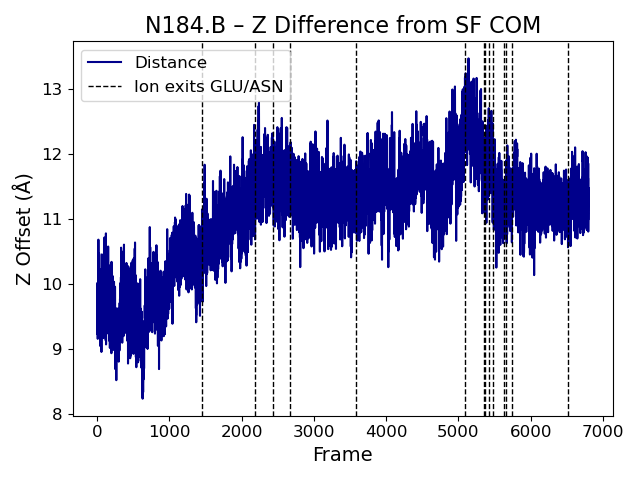 N184.B – Z Difference from SF COM
Distance
Ion exits GLU/ASN
Z Offset (Å)
13
12
11
10
9
8
0 1000 2000 3000 4000 5000 6000 7000
Frame